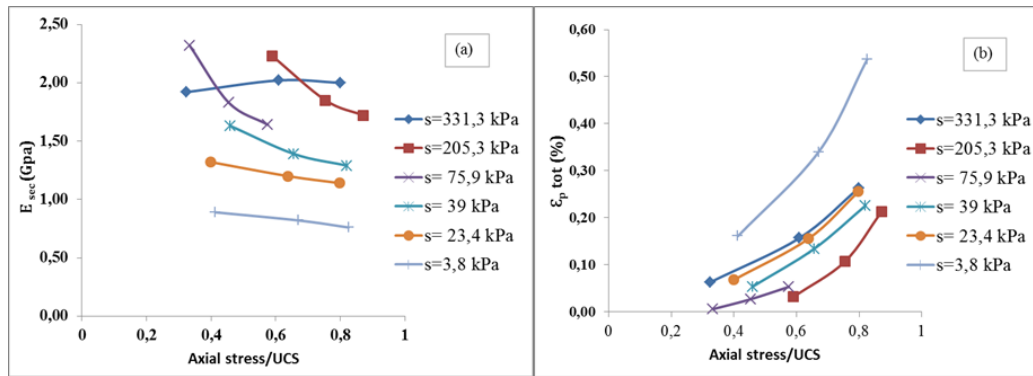 2,50
2,00
1,50
1,00
0,50
0,00
E sec (Gpa)
0
0,2
0,4
0,6
0,8
1
Axial stress/UCS
(a)
s=331,3 kPa
s=205,3 kPa
s= 75,9 kPa
s= 39 kPa
s= 23,4 kPa
s=3,8 kPa
0,60
0,50
0,40
0,30
0,20
0,10
0,00
Ɛp tot (%)
0
0,2
0,4
0,6
0,8
1
Axial stress/UCS
(b)
s=331,3 kPa
s=205,3 kPa
s= 75,9 kPa
s= 39 kPa
s= 23,4 kPa
s=3,8 kPa